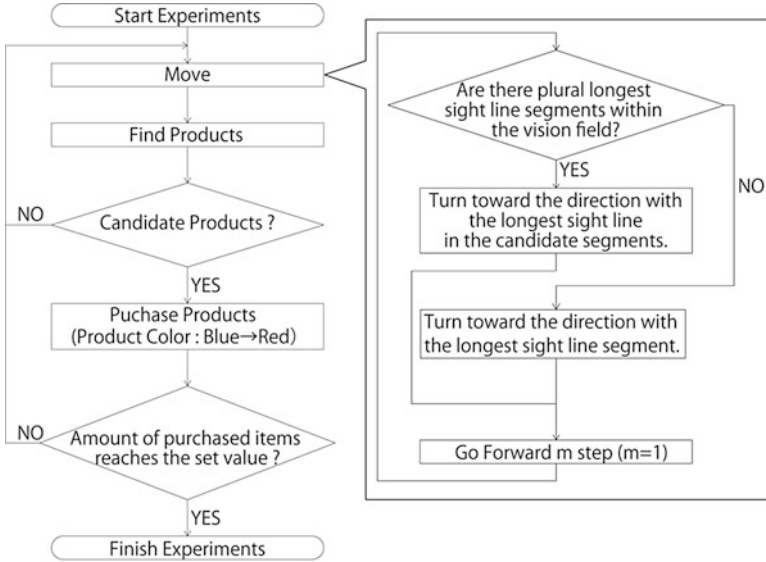 Start Experiments
Move
Find Products
NO
Candidate Products ?
YES
Puchase Products
(Product Color : Blue→Red)
NO
Amount of purchased items
reaches the set value ?
YES
Finish Experiments
Are there plural longest
sight line segments within
the vision field?
YES
NO
Turn toward the direction with
the longest sight line
in the candidate segments.
Turn toward the direction with
the longest sight line segment.
Go Forward m step (m=1)